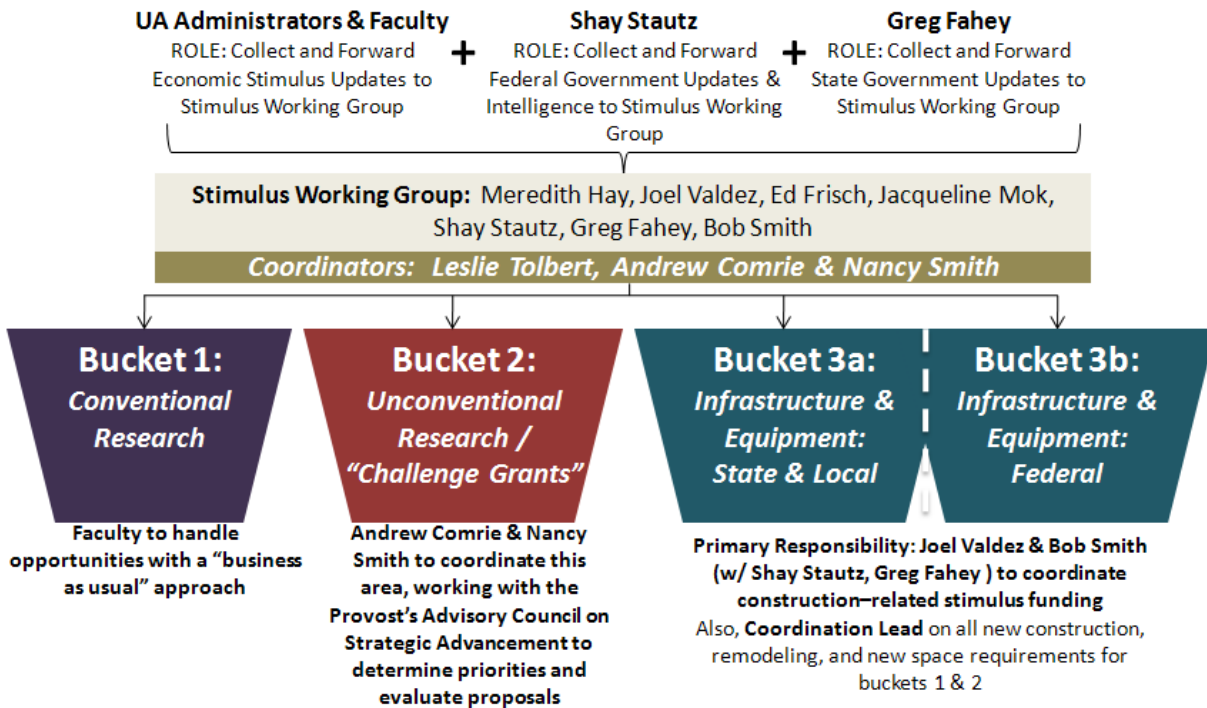 UA Administrators & Faculty
ROLE: Collect and Forward
Economic Stimulus Updates to
Stimulus Working Group
+
Shay Stautz
ROLE: Collect and Forward
Federal Government Updates &
Intelligence to Stimulus Working
Group
+
Greg Fahey
ROLE: Collect and Forward
State Government Updates to
Stimulus Working Group
Stimulus Working Group: Meredith Hay, Joel Valdez, Ed Frisch, Jacqueline Mok,
Shay Stautz, Greg Fahey, Bob Smith
Coordinators: Leslie Tolbert, Andrew Comrie & Nancy Smith
Bucket 1:
Conventional
Research
Faculty to handle
opportunities with a “business
as usual” approach
Bucket 2:
Unconventional
Research /
“Challenge Grants”
Andrew Comrie & Nancy
Smith to coordinate this
area, working with the
Provost’s Advisory Council on
Strategic Advancement to
determine priorities and
evaluate proposals
Bucket 3a:
Infrastructure &
Equipment:
State & Local
Bucket 3b:
Infrastructure &
Equipment:
Federal
Primary Responsibility: Joel Valdez & Bob Smith
(w/ Shay Stautz, Greg Fahey ) to coordinate
construction–related stimulus funding
Also, Coordination Lead on all new construction,
remodeling, and new space requirements for
buckets 1 & 2